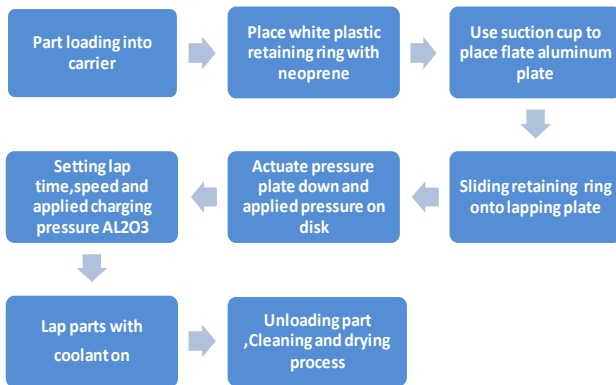 Part loading into
carrier
Place white plastic
retaining ring with
neoprene
Use suction cup to
place flate aluminum
plate
Sliding retaining ring
onto lapping plate
Actuate pressure
plate down and
applied pressure on
disk
Setting lap
time,speed and
applied charging
pressure AL2O3
Lap parts with
coolant on
Unloading part
,Cleaning and drying
process